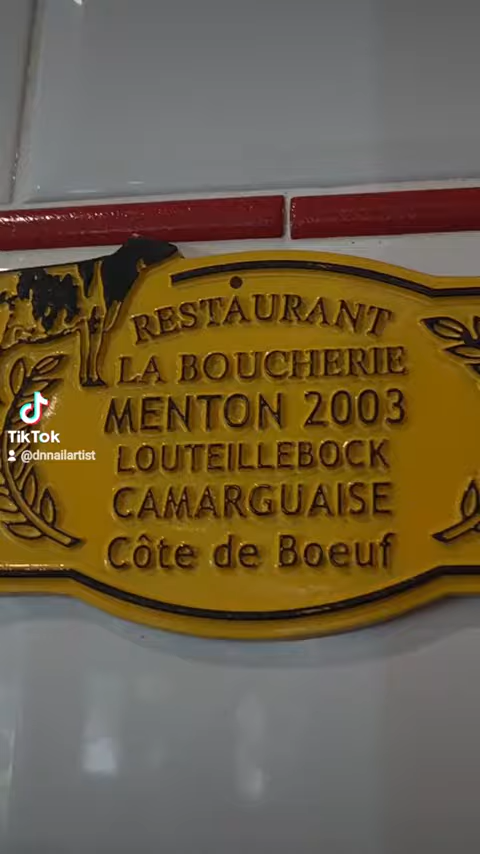 RESTAURANT
LA BOUCHERIE
MENTON 2003
LOUTEILLEBOCK
CAMARGUAISE
Côte de Boeuf
TikTok
@dnnailartist